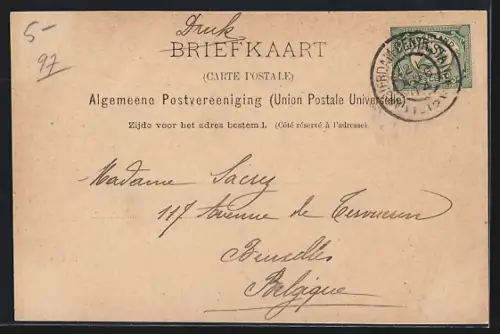 5-
97
Druk
BRIEFKAART
(CARTE POSTALE)
Algemeene Postvereeniging (Union Postale Universelle)
Zijde voor het adres bestemd. (Côté réservé à l'adresse).
Madame Sacrez
117 Avenue de Tervueren
Bruxelles
Belgique